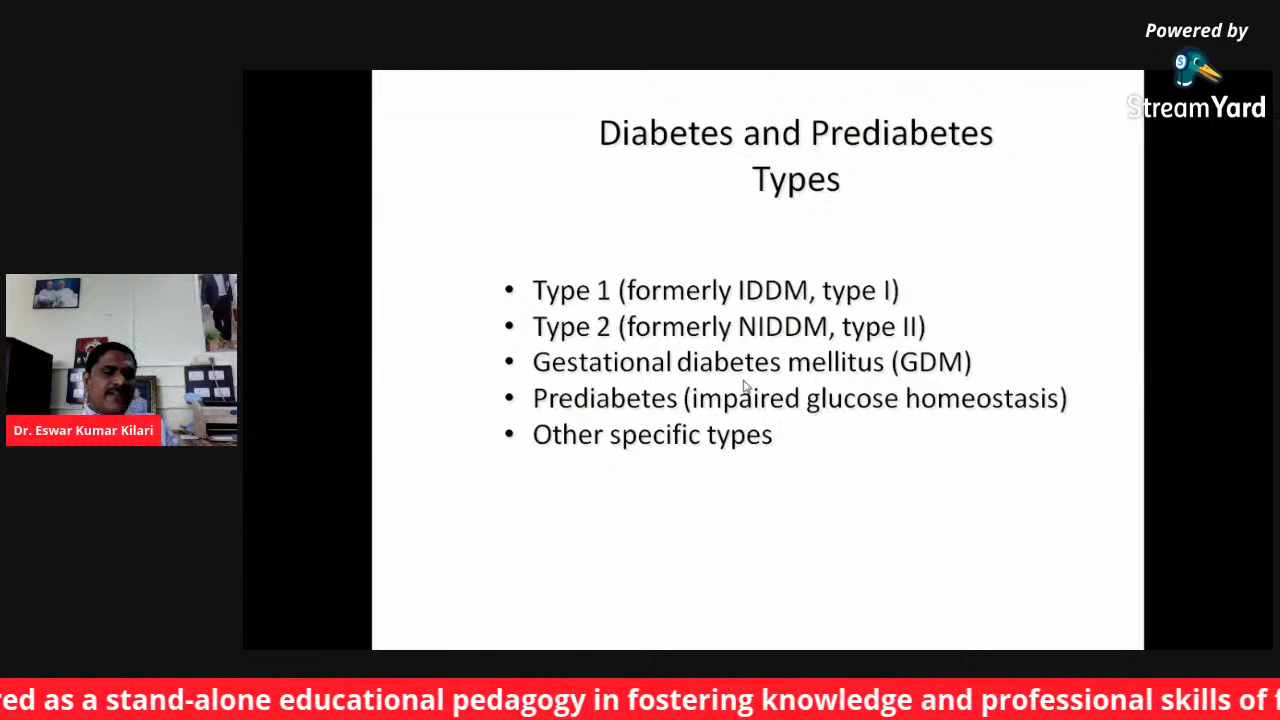 Powered by
StreamYard
Diabetes and Prediabetes
Types
• Type 1 (formerly IDDM, type I)
• Type 2 (formerly NIDDM, type II)
• Gestational diabetes mellitus (GDM)
• Prediabetes (impaired glucose homeostasis)
• Other specific types
Dr. Eswar Kumar Kilari
as a stand-alone educational pedagogy in fostering knowledge and professional skills of